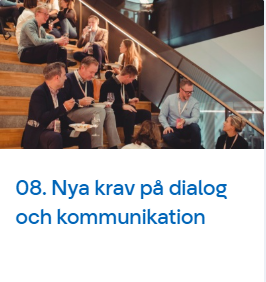 08. Nya krav på dialog
och kommunikation